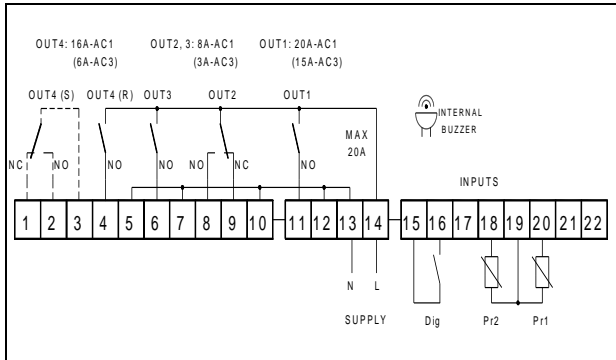 OUT4: 16A-AC1 OUT2, 3: 8A-AC1 OUT1: 20A-AC1
(6A-AC3) (3A-AC3) (15A-AC3)
OUT4 (S) OUT4 (R) OUT3 OUT2 OUT1
INTERNAL
BUZZER
MAX
20A
NC NO NO NO NO NC NO
INPUTS
1 2 3 4 5 6 7 8 9 10 11 12 13 14 15 16 17 18 19 20 21 22
N L
SUPPLY Dig Pr2 Pr1